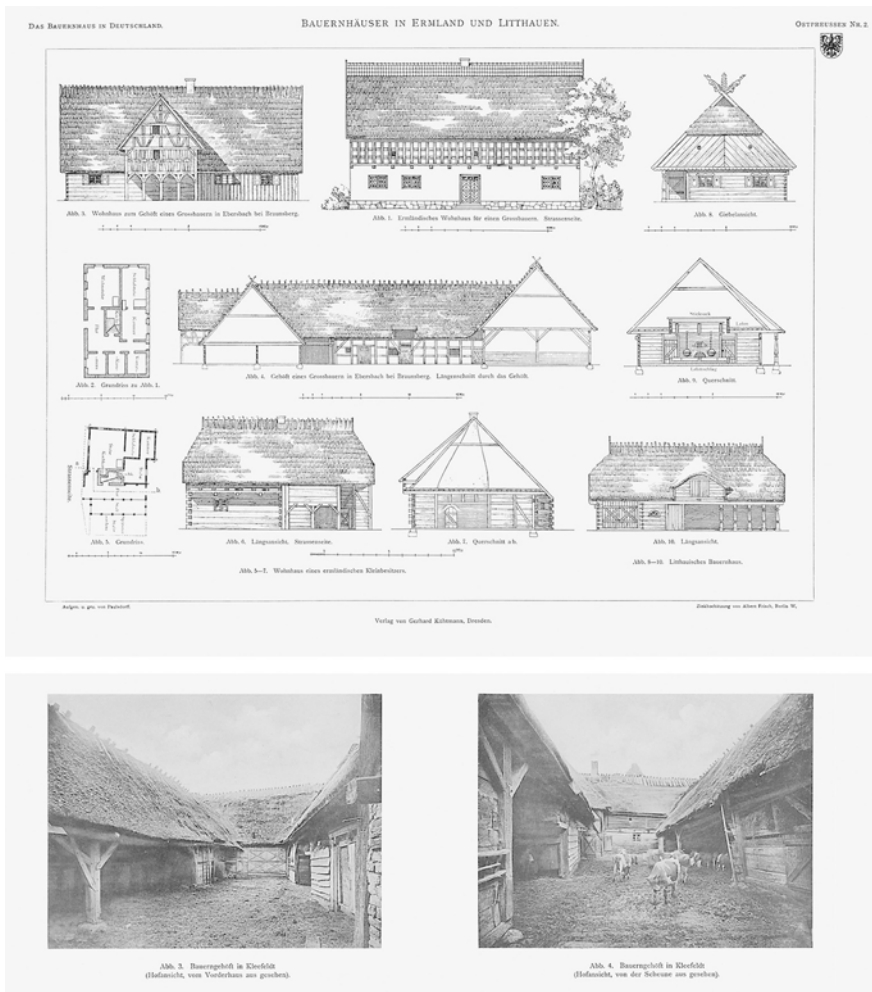 DAS BAUERNHAUS IN DEUTSCHLAND.
BAUERNHÄUSER IN ERMLAND UND LITTHAUEN.
OSTPREUSSEN NR. 2.
Abb. 3. Wohnhaus zum Gehöft eines Grossbauern in Ebersbach bei Braunsberg.
Abb. 1. Ermländisches Wohnhaus für einen Grossbauern. Strassenseite.
Abb. 8. Giebelansicht.
Abb. 2. Grundriss zu Abb. 1.
Abb. 4. Gehöft eines Grossbauern in Ebersbach bei Braunsberg. Längenschnitt durch das Gehöft.
Abb. 9. Querschnitt.
Strassenseite.
Abb. 5. Grundriss.
Abb. 6. Längsansicht, Strassenseite.
Abb. 7. Querschnitt ab.
Abb. 10. Längsansicht.
Abb. 5—7. Wohnhaus eines ermländischen Kleinbesitzers.
Abb. 8—10. Litthauisches Bauernhaus.
Verlag von Gerhard Kühtmann, Dresden.
Abb. 3. Bauerngehöft in Kleefeldt
(Hofansicht, vom Vorderhaus aus gesehen).
Abb. 4. Bauerngehöft in Kleefeldt
(Hofansicht, von der Scheune aus gesehen).